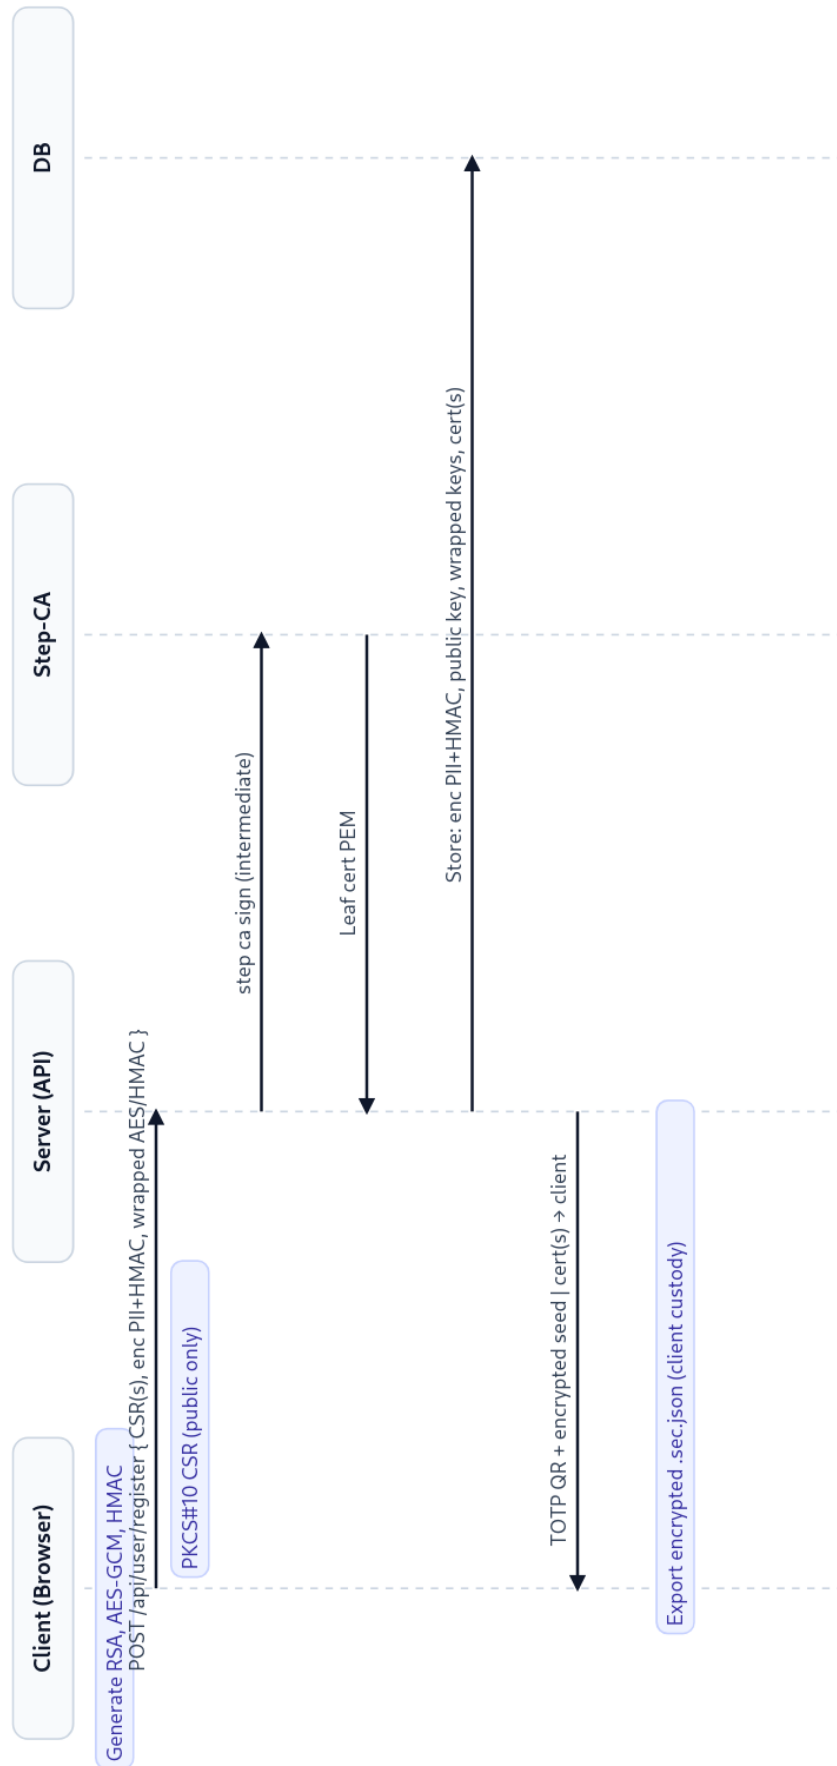 Client (Browser)
Server (API)
Step-CA
DB
Generate RSA, AES-GCM, HMAC
POST /api/user/register { CSR(s), enc PII+HMAC, wrapped AES/HMAC }
PKCS#10 CSR (public only)
step ca sign (intermediate)
Leaf cert PEM
Store: enc PII+HMAC, public key, wrapped keys, cert(s)
TOTP QR + encrypted seed | cert(s) → client
Export encrypted .sec.json (client custody)